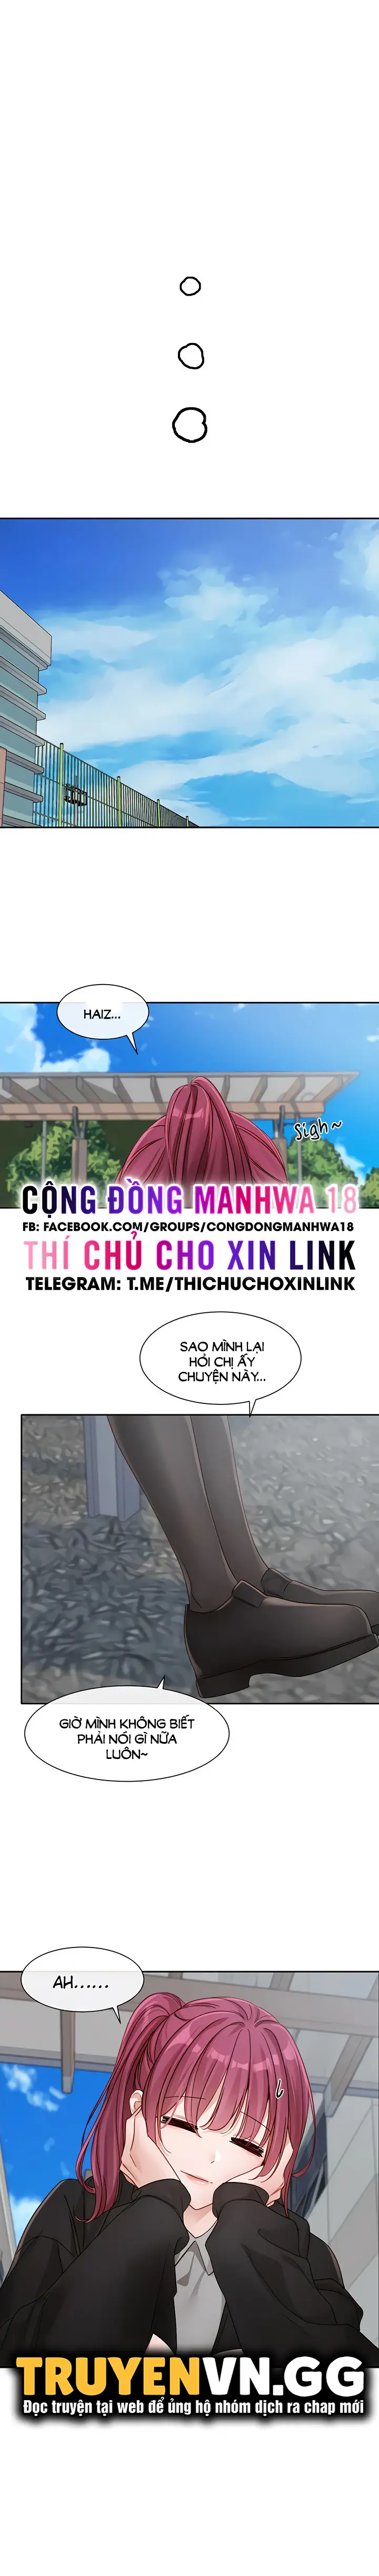 HAIZ...
Sigh~
CỘNG ĐỒNG MANHWA 18
FB: FACEBOOK.COM/GROUPS/CONGDONGMANHWA18
THÍ CHỦ CHO XIN LINK
TELEGRAM: T.ME/THICHUCHOXINLINK
SAO MÌNH LẠI
HỎI CHỊ ẤY
CHUYỆN NÀY...
GIỜ MÌNH KHÔNG BIẾT
PHẢI NÓI GÌ NỮA
LUÔN~
AH......
TRUYENVN.GG
Đọc truyện tại web để ủng hộ nhóm dịch ra chap mới